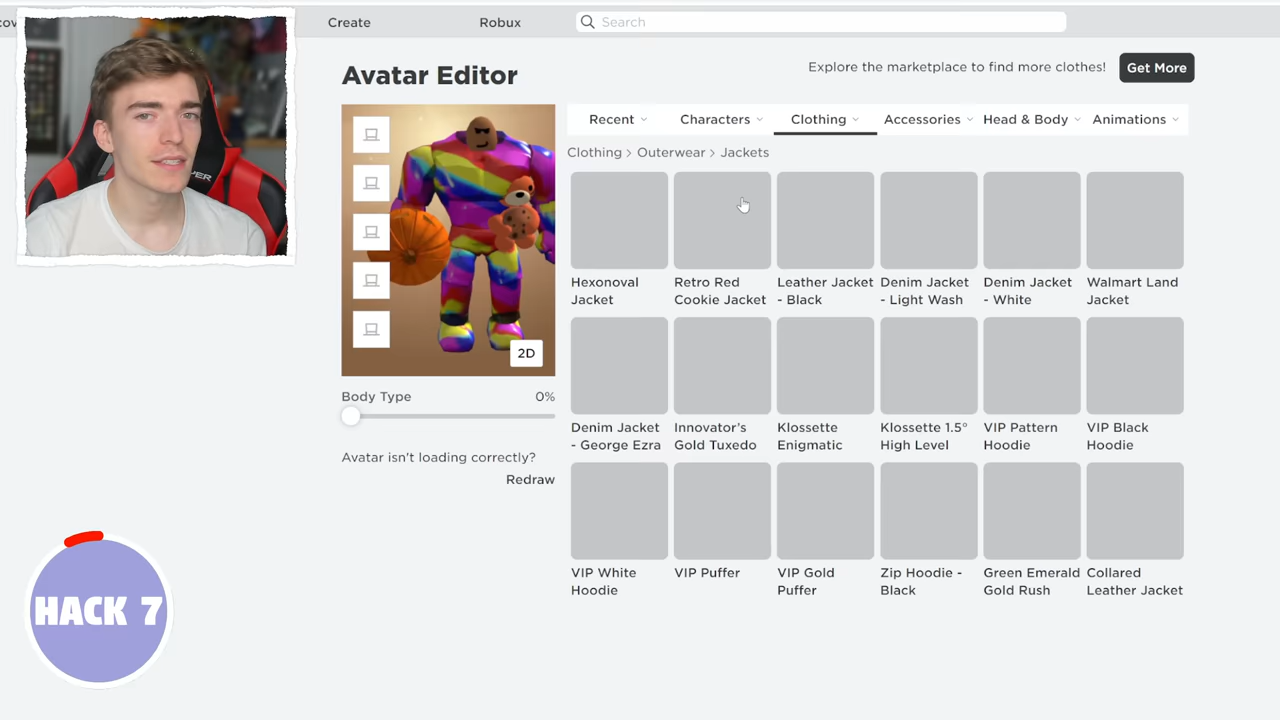 Create
Robux
Search
Avatar Editor
Explore the marketplace to find more clothes!
Get More
Recent
Characters
Clothing
Accessories
Head & Body
Animations
Clothing > Outerwear > Jackets
2D
Body Type
0%
Avatar isn't loading correctly?
Redraw
Hexonoval
Jacket
Retro Red
Cookie Jacket
Leather Jacket
- Black
Denim Jacket
- Light Wash
Denim Jacket
- White
Walmart Land
Jacket
Denim Jacket
- George Ezra
Innovator's
Gold Tuxedo
Klossette
Enigmatic
Klossette 1.5°
High Level
VIP Pattern
Hoodie
VIP Black
Hoodie
VIP White
Hoodie
VIP Puffer
VIP Gold
Puffer
Zip Hoodie -
Black
Green Emerald
Gold Rush
Collared
Leather Jacket
HACK 7